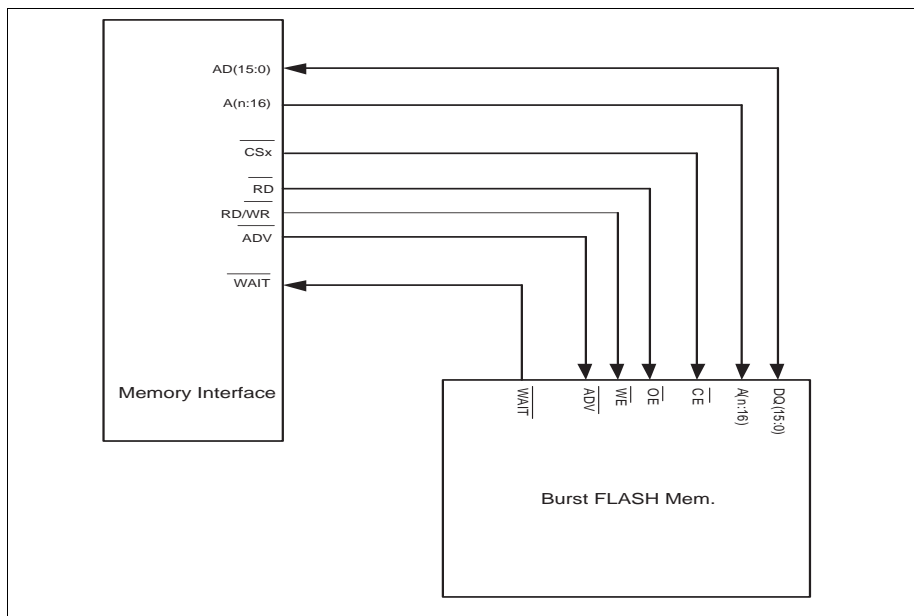 AD(15:0)
A(n:16)
CSx
RD
RD/WR
ADV
WAIT
Memory Interface
WAIT
ADV
WE
OE
CE
A(n:16)
DQ(15:0)
Burst FLASH Mem.